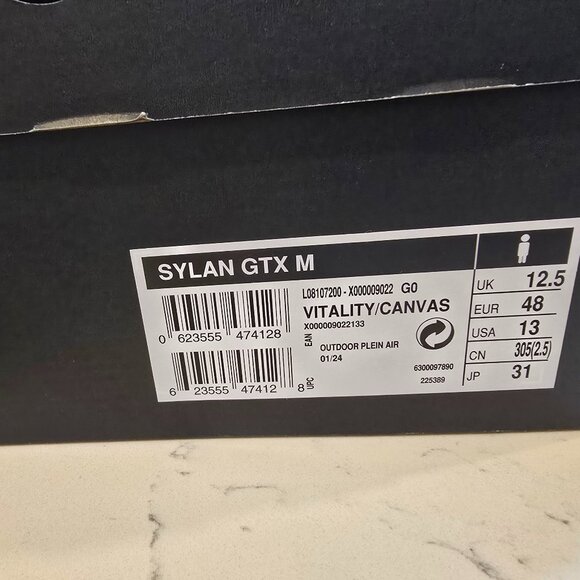 SYLAN GTX M
L08107200 - X000009022 G0
VITALITY/CANVAS
X000009022133
EAN
0 623555 474128
OUTDOOR PLEIN AIR
01/24
6 23555 47412 8
UPC
6300097890
225389
UK 12.5
EUR 48
USA 13
CN 305(2.5)
JP 31